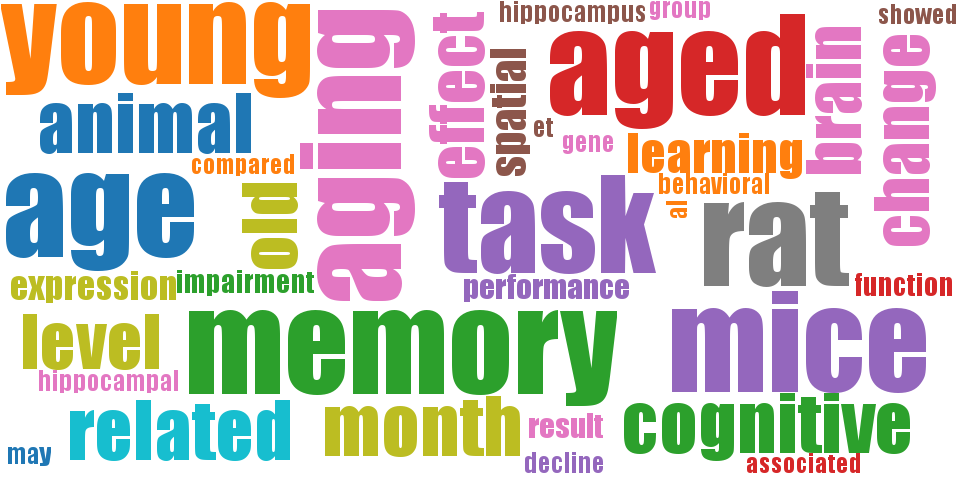 young
aging
effect
hippocampus
group
showed
aged
spatial
brain
change
animal
et
gene
learning
compared
age
old
task
behavioral
al
rat
expression
impairment
performance
function
level
memory
mice
hippocampal
related
month
result
cognitive
may
decline
associated